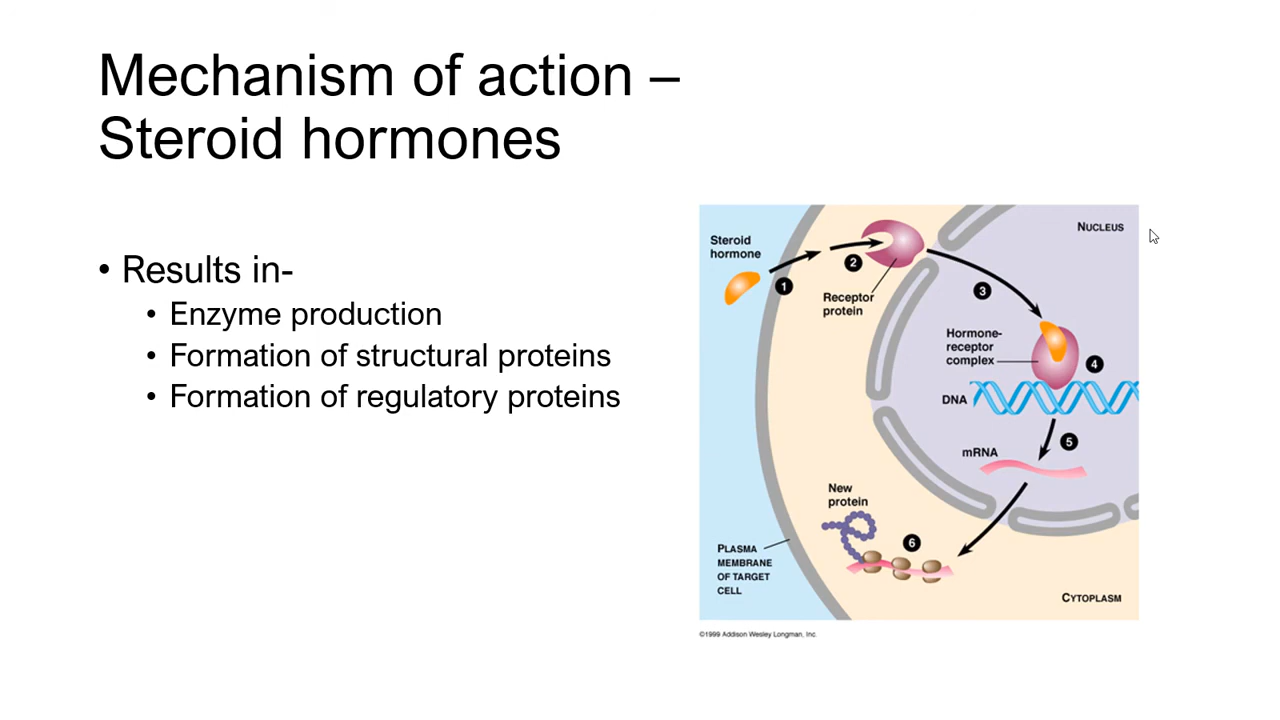 Mechanism of action –
Steroid hormones
• Results in-
• Enzyme production
• Formation of structural proteins
• Formation of regulatory proteins
Steroid
hormone
1
2
Receptor
protein
NUCLEUS
3
Hormone-
receptor
complex
4
DNA
5
mRNA
New
protein
6
PLASMA
MEMBRANE
OF TARGET
CELL
CYTOPLASM
©1999 Addison Wesley Longman, Inc.